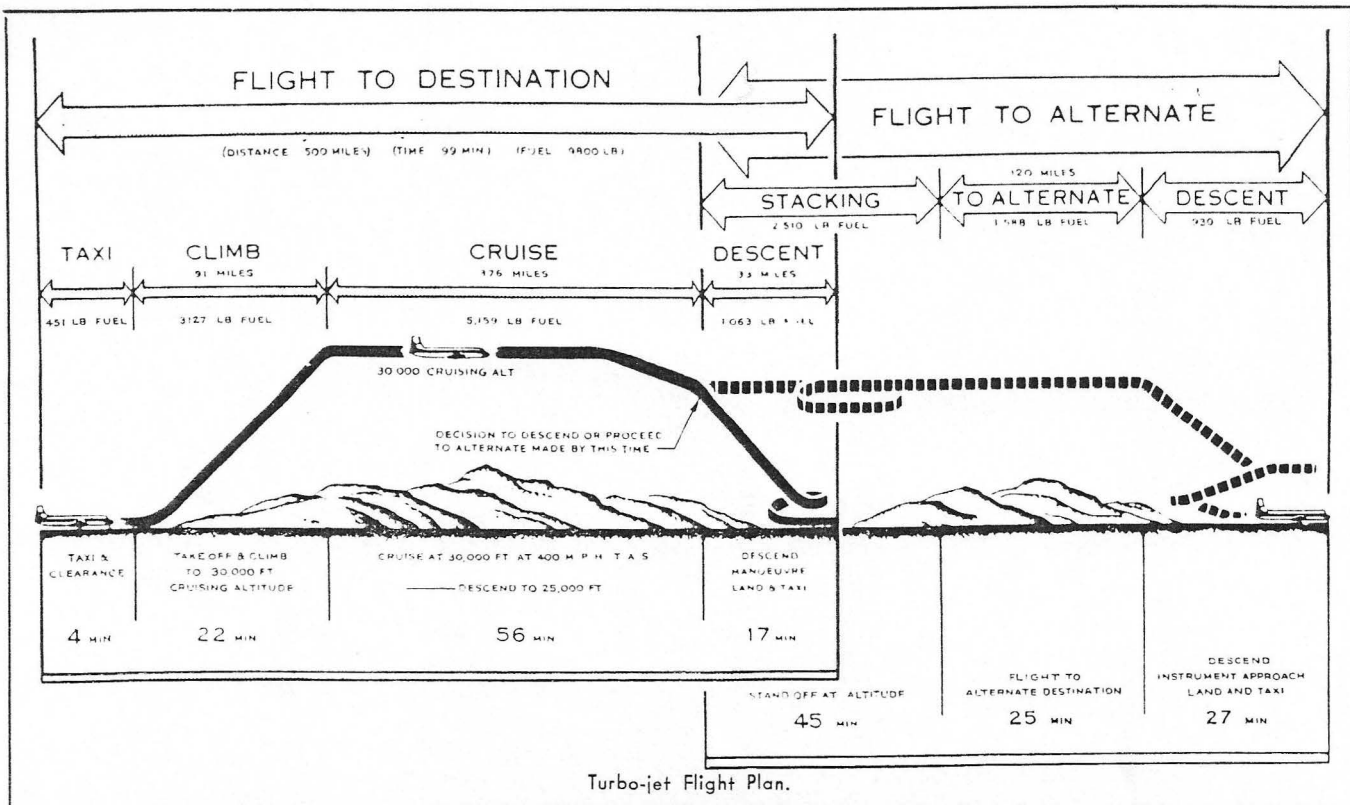 FLIGHT TO DESTINATION
(DISTANCE 500 MILES) (TIME 99 MIN) (FUEL 9800 LB)
FLIGHT TO ALTERNATE
120 MILES
STACKING
TO ALTERNATE
DESCENT
2,510 LB FUEL
LB FUEL
930 LB FUEL
TAXI
CLIMB
CRUISE
DESCENT
91 MILES
376 MILES
33 MILES
451 LB FUEL
3127 LB FUEL
5,159 LB FUEL
1,063 LB FUEL
30,000 CRUISING ALT
DECISION TO DESCEND OR PROCEED
TO ALTERNATE MADE BY THIS TIME
TAXI &
CLEARANCE
4 MIN
TAKEOFF & CLIMB
TO 30,000 FT
CRUISING ALTITUDE
22 MIN
CRUISE AT 30,000 FT AT 400 M P H T A S
DESCEND TO 25,000 FT
56 MIN
DESCEND
MANOEUVRE
LAND & TAXI
17 MIN
STAND OFF AT ALTITUDE
45 MIN
FLIGHT TO
ALTERNATE DESTINATION
25 MIN
DESCEND
INSTRUMENT APPROACH
LAND AND TAXI
27 MIN
Turbo-jet Flight Plan.